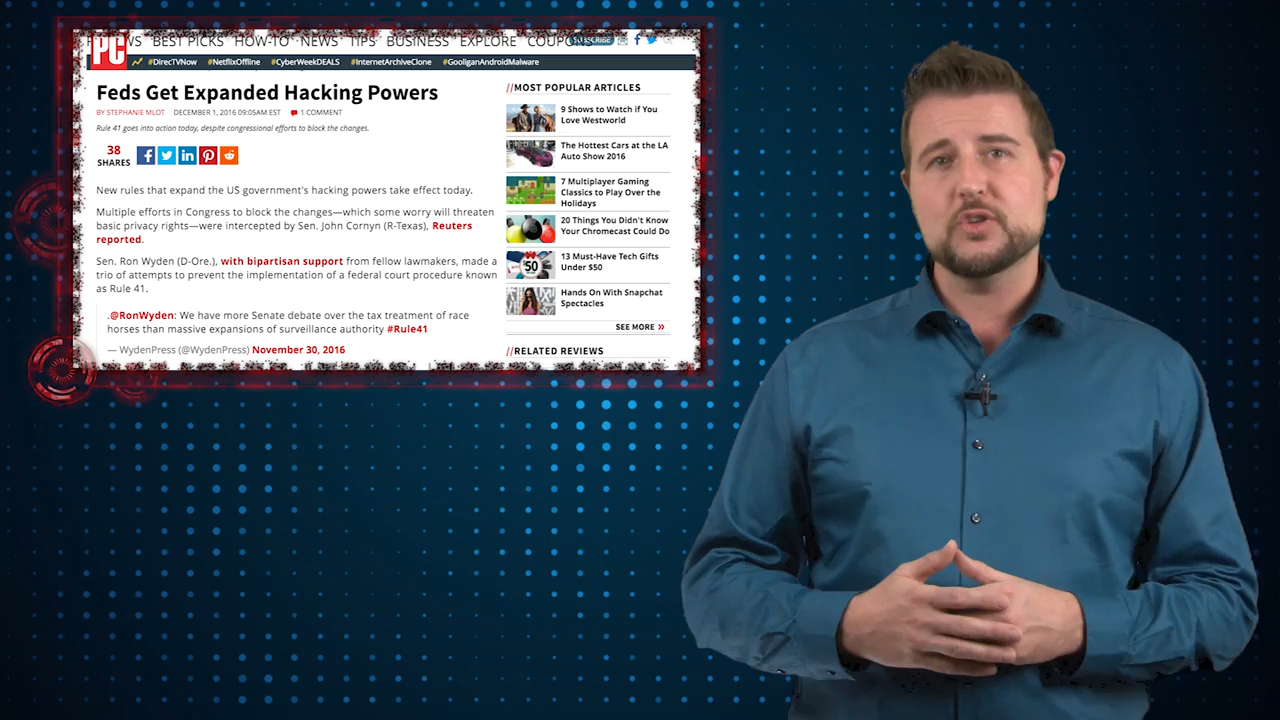 PC
BEST PICKS HOW-TO NEWS TIPS BUSINESS EXPLORE COUPONS
SUBSCRIBE
#DirecTVNow #NetflixOffline #CyberWeekDEALS #InternetArchiveClone #GooliganAndroidMalware
Feds Get Expanded Hacking Powers
BY STEPHANIE MLOT DECEMBER 1, 2016 09:05AM EST 1 COMMENT
Rule 41 goes into action today, despite congressional efforts to block the changes.
38
SHARES
New rules that expand the US government's hacking powers take effect today.
Multiple efforts in Congress to block the changes—which some worry will threaten
basic privacy rights—were intercepted by Sen. John Cornyn (R-Texas), Reuters
reported.
Sen. Ron Wyden (D-Ore.), with bipartisan support from fellow lawmakers, made a
trio of attempts to prevent the implementation of a federal court procedure known
as Rule 41.
.@RonWyden: We have more Senate debate over the tax treatment of race
horses than massive expansions of surveillance authority #Rule41
— WydenPress (@WydenPress) November 30, 2016
//MOST POPULAR ARTICLES
9 Shows to Watch if You
Love Westworld
The Hottest Cars at the LA
Auto Show 2016
7 Multiplayer Gaming
Classics to Play Over the
Holidays
20 Things You Didn't Know
Your Chromecast Could Do
$50
13 Must-Have Tech Gifts
Under $50
Hands On With Snapchat
Spectacles
SEE MORE »
//RELATED REVIEWS